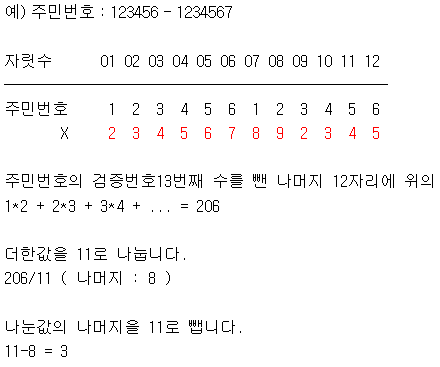 예) 주민번호 : 123456 - 1234567
자릿수 01 02 03 04 05 06 07 08 09 10 11 12
주민번호 1 2 3 4 5 6 1 2 3 4 5 6
X 2 3 4 5 6 7 8 9 2 3 4 5
주민번호의 검증번호13번째 수를 뺀 나머지 12자리에 위의
1*2 + 2*3 + 3*4 + ... = 206
더한값을 11로 나눕니다.
206/11 ( 나머지 : 8 )
나눈값의 나머지을 11로 뺍니다.
11-8 = 3